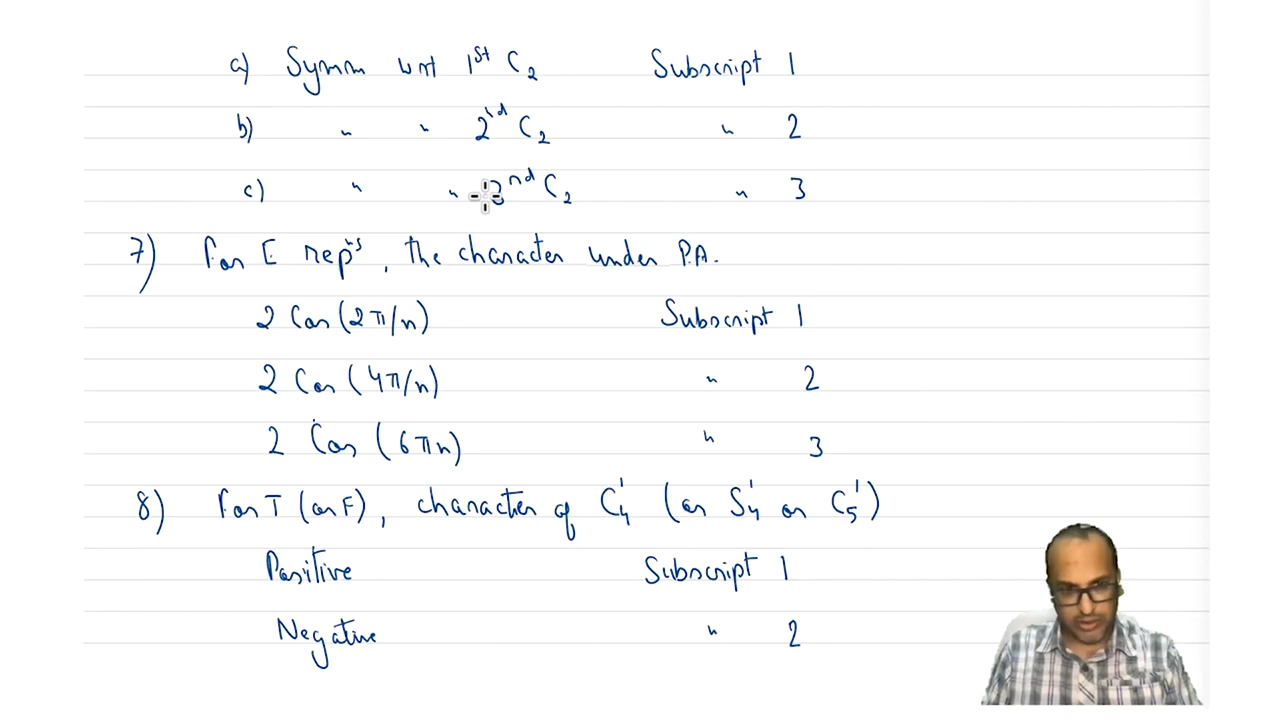 a) Symm wrt 1st C2 Subscript 1
b) " " 2nd C2 " 2
c) " " 3nd C2 " 3
7) For E repns, the character under P.A.
2 Cos (2π/n) Subscript 1
2 Cos (4π/n) " 2
2 Cos (6πn) " 3
8) For T (or F), character of C4' (or S4' or C5')
Positive Subscript 1
Negative " 2